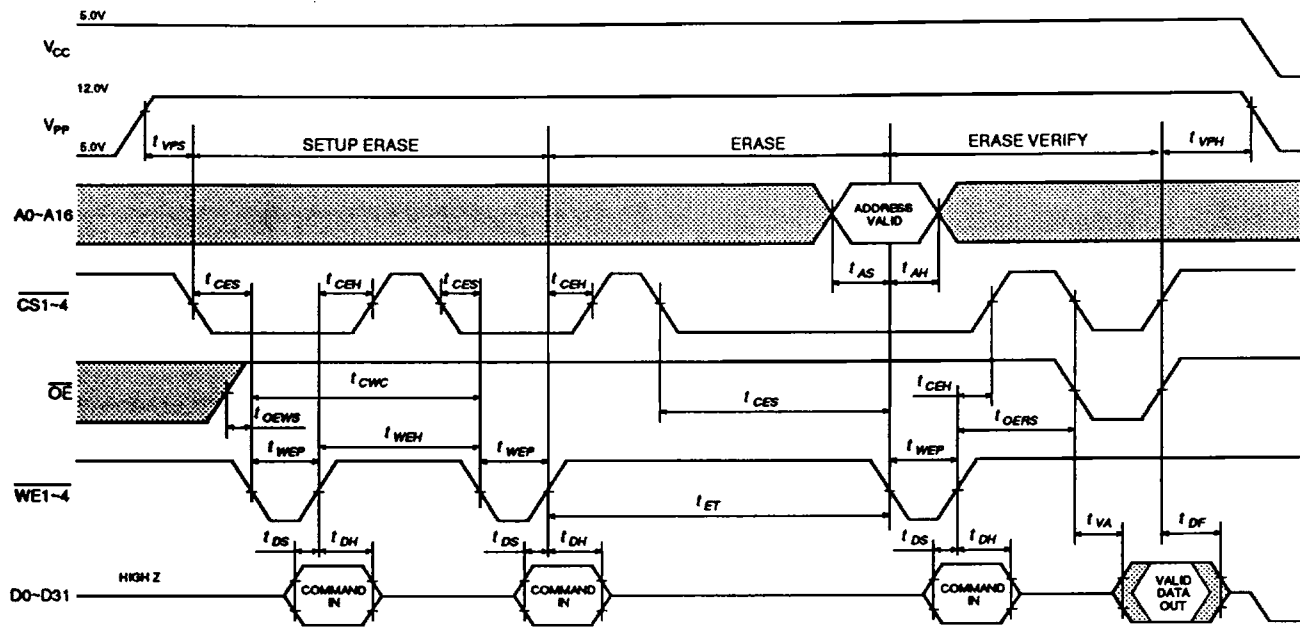 5.0V
VCC
12.0V
VPP
5.0V
tVPS
SETUP ERASE
ERASE
ERASE VERIFY
tVPH
A0~A16
ADDRESS
VALID
tAS
tAH
CS1~4
tCES
tCEH
tCES
tCEH
tCES
tCEH
OE
tOEWS
tCWC
tOERS
WE1~4
tWEP
tWEH
tWEP
tET
tWEP
tVA
tDF
D0~D31
HIGH Z
tDS
tDH
COMMAND
IN
tDS
tDH
COMMAND
IN
tDS
tDH
COMMAND
IN
VALID
DATA
OUT